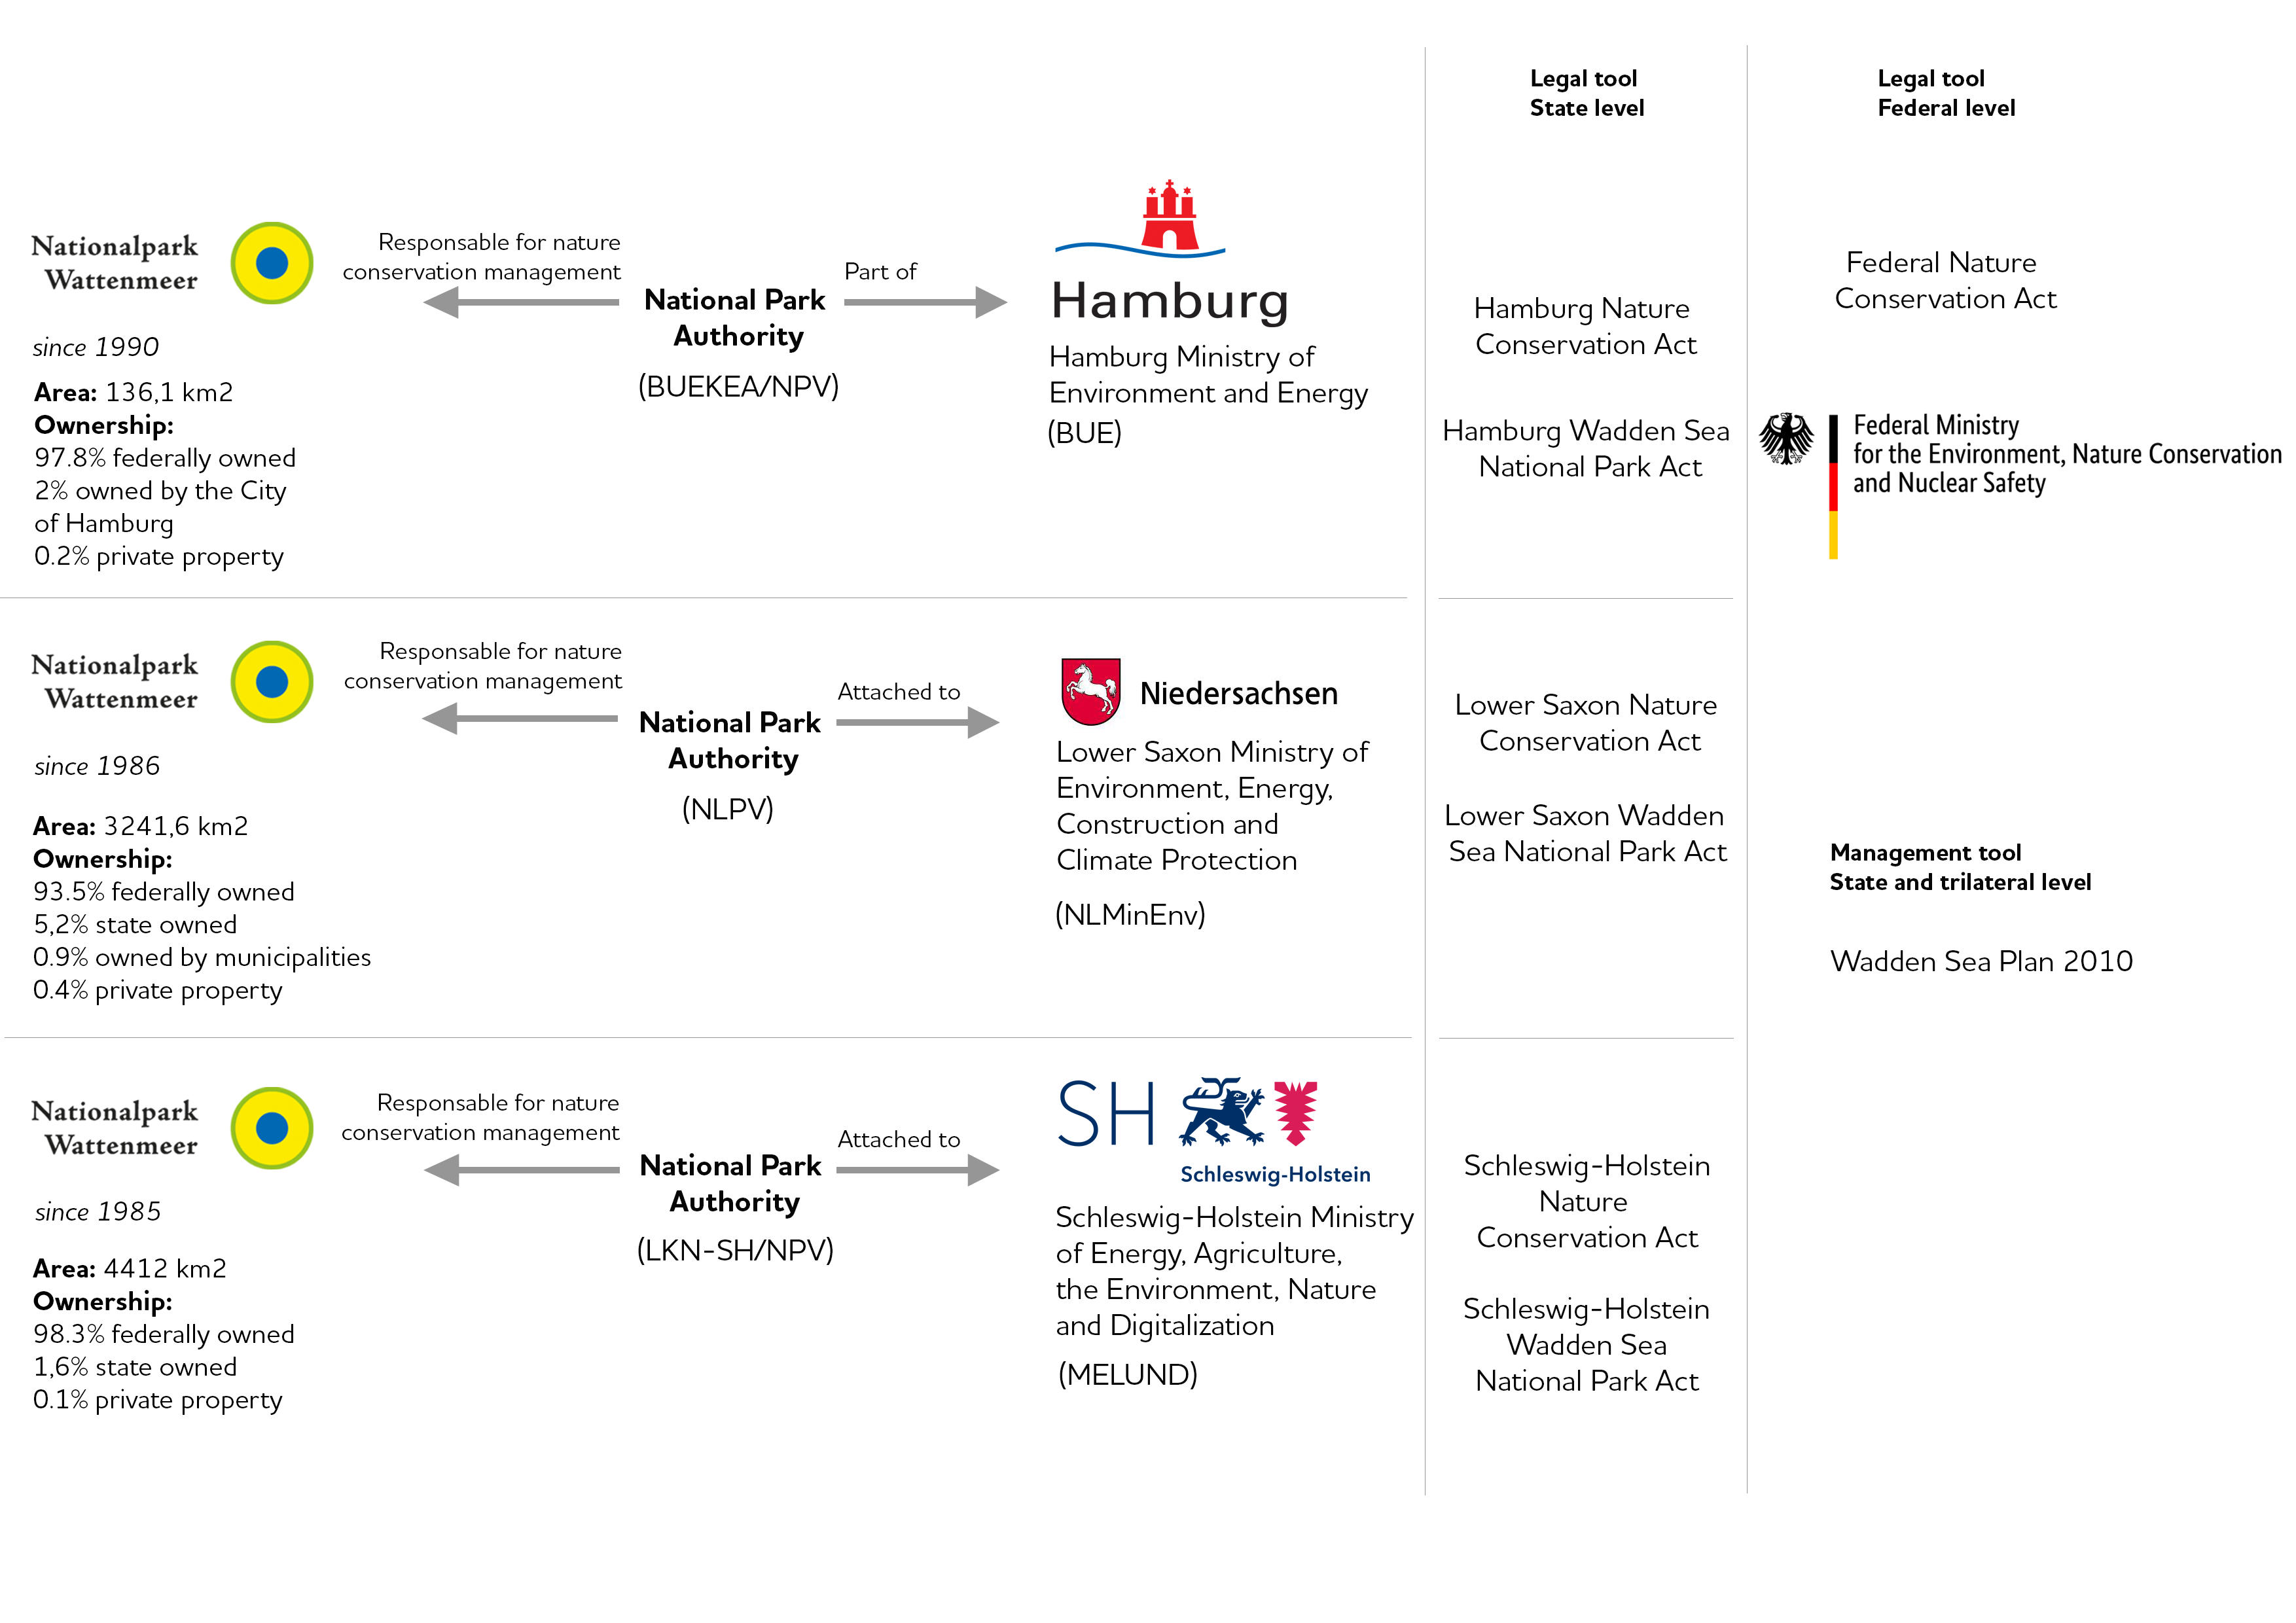 Legal tool
State level
Legal tool
Federal level
Nationalpark
Wattenmeer
since 1990
Area: 136,1 km2
Ownership:
97.8% federally owned
2% owned by the City
of Hamburg
0.2% private property
Responsable for nature
conservation management
National Park
Authority
(BUEKEA/NPV)
Part of
Hamburg
Hamburg Ministry of
Environment and Energy
(BUE)
Hamburg Nature
Conservation Act
Hamburg Wadden Sea
National Park Act
Federal Nature
Conservation Act
Federal Ministry
for the Environment, Nature Conservation
and Nuclear Safety
Nationalpark
Wattenmeer
since 1986
Area: 3241,6 km2
Ownership:
93.5% federally owned
5,2% state owned
0.9% owned by municipalities
0.4% private property
Responsable for nature
conservation management
National Park
Authority
(NLPV)
Attached to
Niedersachsen
Lower Saxon Ministry of
Environment, Energy,
Construction and
Climate Protection
(NLMinEnv)
Lower Saxon Nature
Conservation Act
Lower Saxon Wadden
Sea National Park Act
Management tool
State and trilateral level
Wadden Sea Plan 2010
Nationalpark
Wattenmeer
since 1985
Area: 4412 km2
Ownership:
98.3% federally owned
1,6% state owned
0.1% private property
Responsable for nature
conservation management
National Park
Authority
(LKN-SH/NPV)
Attached to
SH
Schleswig-Holstein
Schleswig-Holstein Ministry
of Energy, Agriculture,
the Environment, Nature
and Digitalization
(MELUND)
Schleswig-Holstein
Nature
Conservation Act
Schleswig-Holstein
Wadden Sea
National Park Act